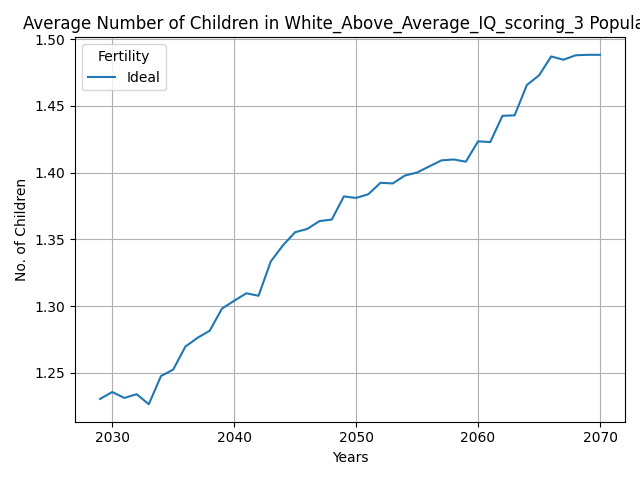 Average Number of Children in White_Above_Average_IQ_scoring_3 Popula
Fertility
Ideal
No. of Children
1.50
1.45
1.40
1.35
1.30
1.25
2030 2040 2050 2060 2070
Years